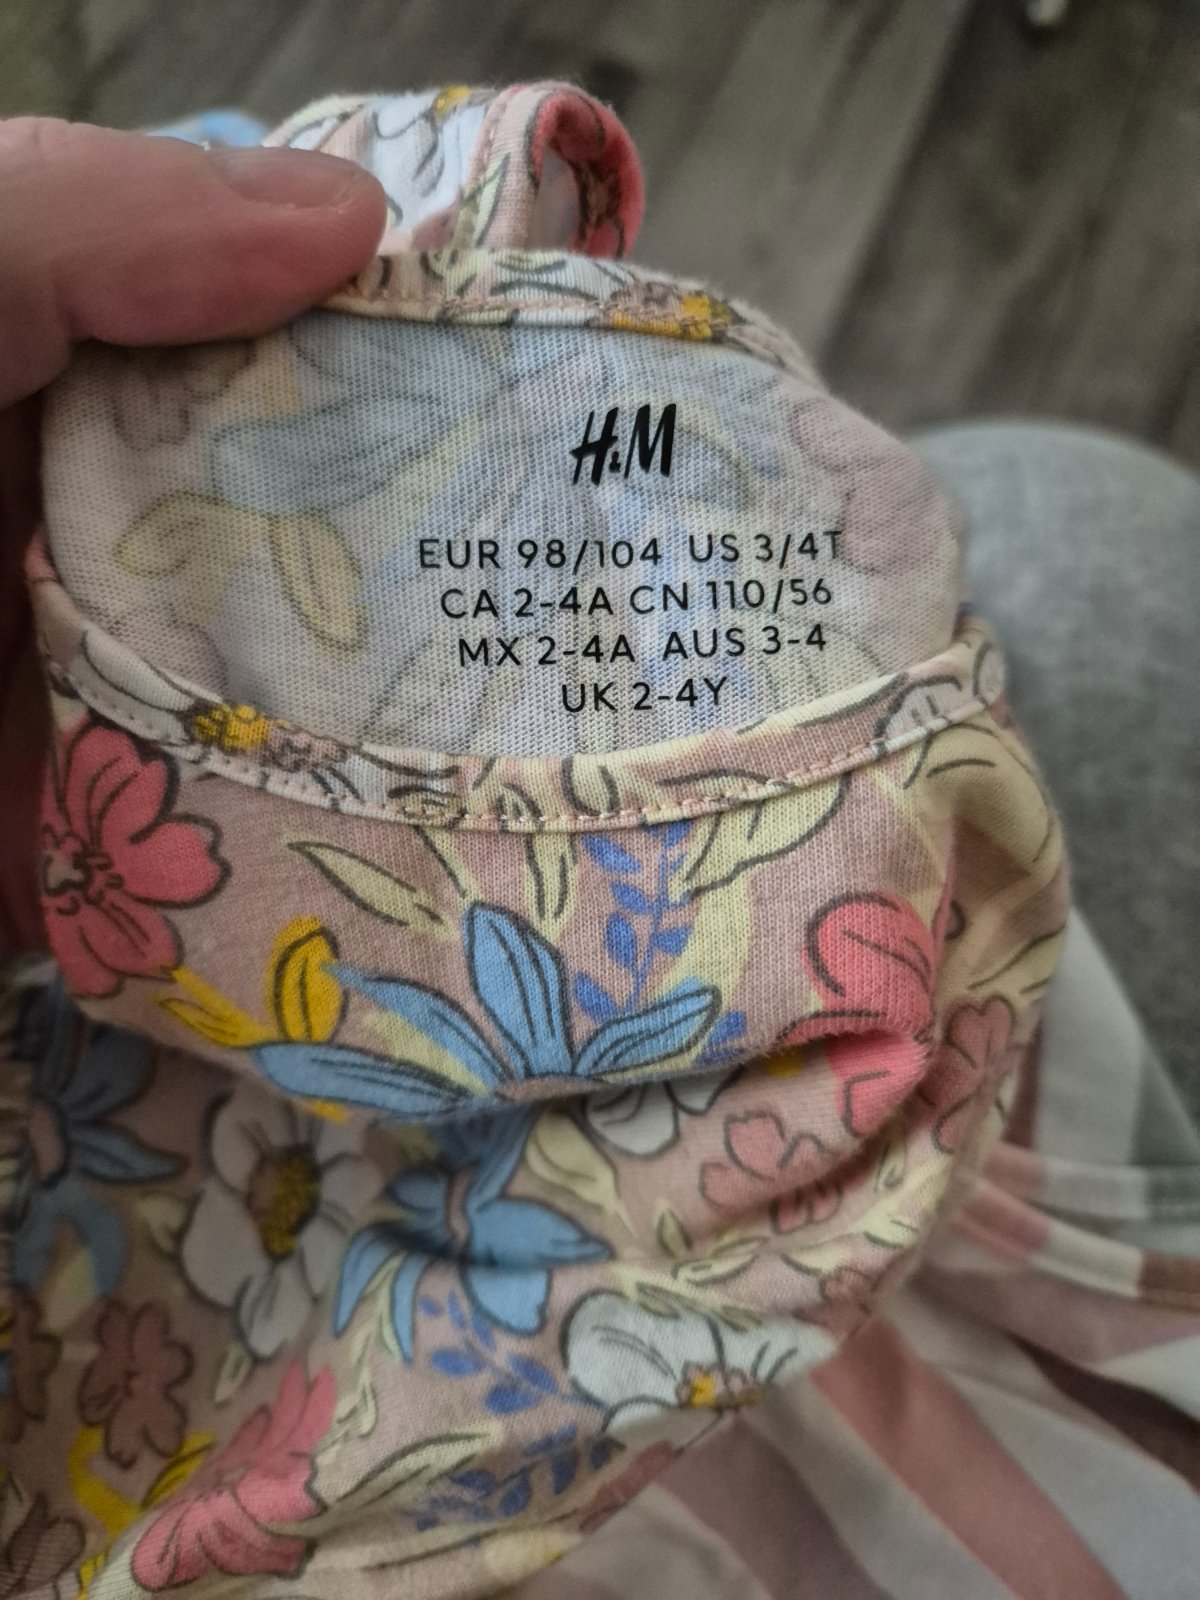 H&M
EUR 98/104 US 3/4T
CA 2-4A CN 110/56
MX 2-4A AUS 3-4
UK 2-4Y